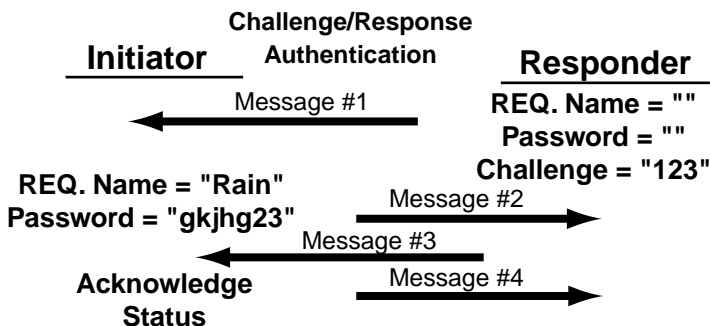 Challenge/Response
Authentication
Initiator
Responder
Message #1
REQ. Name = ""
Password = ""
Challenge = "123"
REQ. Name = "Rain"
Password = "gkjhg23"
Message #2
Message #3
Acknowledge
Status
Message #4